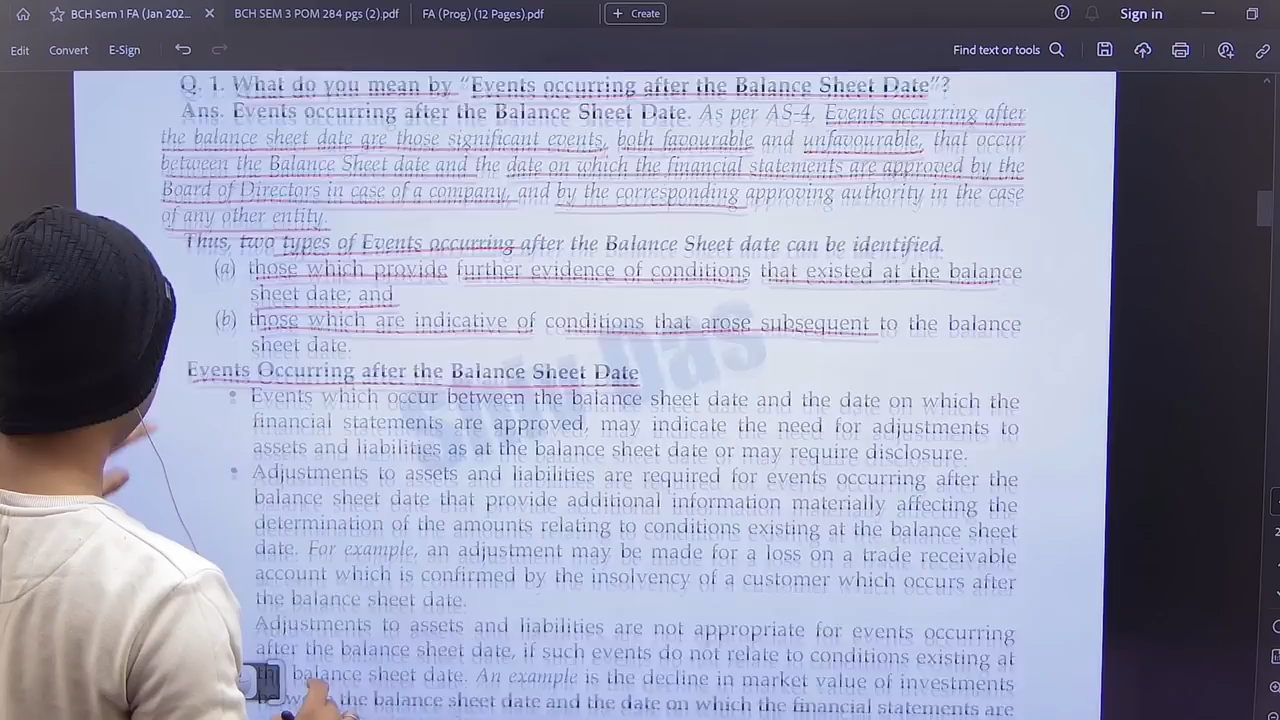 BCH Sem 1 FA (Jan 202... BCH SEM 3 POM 284 pgs (2).pdf FA (Prog) (12 Pages).pdf + Create Sign in
Edit Convert E-Sign Find text or tools
Q. 1. What do you mean by "Events occurring after the Balance Sheet Date"?
Ans. Events occurring after the Balance Sheet Date. As per AS-4, Events occurring after
the balance sheet date are those significant events, both favourable and unfavourable, that occur
between the Balance Sheet date and the date on which the financial statements are approved by the
Board of Directors in case of a company, and by the corresponding approving authority in the case
of any other entity.
Thus, two types of Events occurring after the Balance Sheet date can be identified.
(a) those which provide further evidence of conditions that existed at the balance
sheet date; and
(b) those which are indicative of conditions that arose subsequent to the balance
sheet date.
Events Occurring after the Balance Sheet Date
• Events which occur between the balance sheet date and the date on which the
financial statements are approved, may indicate the need for adjustments to
assets and liabilities as at the balance sheet date or may require disclosure.
• Adjustments to assets and liabilities are required for events occurring after the
balance sheet date that provide additional information materially affecting the
determination of the amounts relating to conditions existing at the balance sheet
date. For example, an adjustment may be made for a loss on a trade receivable
account which is confirmed by the insolvency of a customer which occurs after
the balance sheet date.
Adjustments to assets and liabilities are not appropriate for events occurring
after the balance sheet date, if such events do not relate to conditions existing at
balance sheet date. An example is the decline in market value of investments
the balance sheet date and the date on which the financial statements are